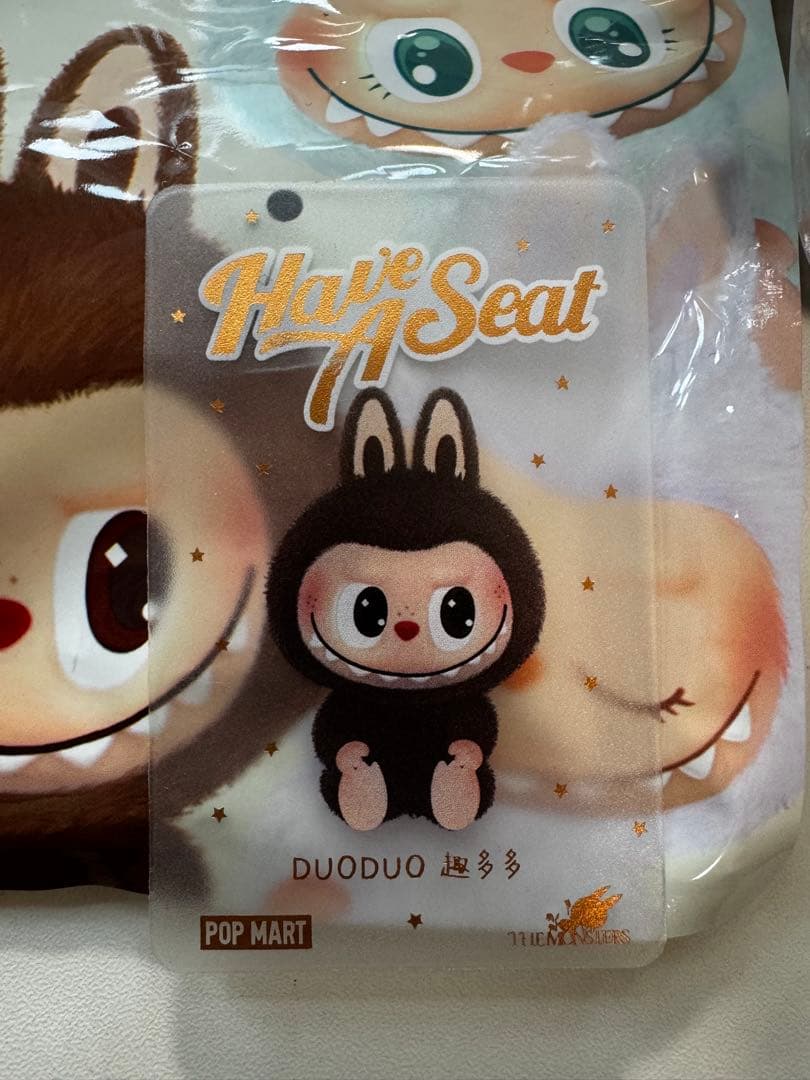 Have
A Seat
DUODUO 趣多多
POP MART
THE MONSTERS